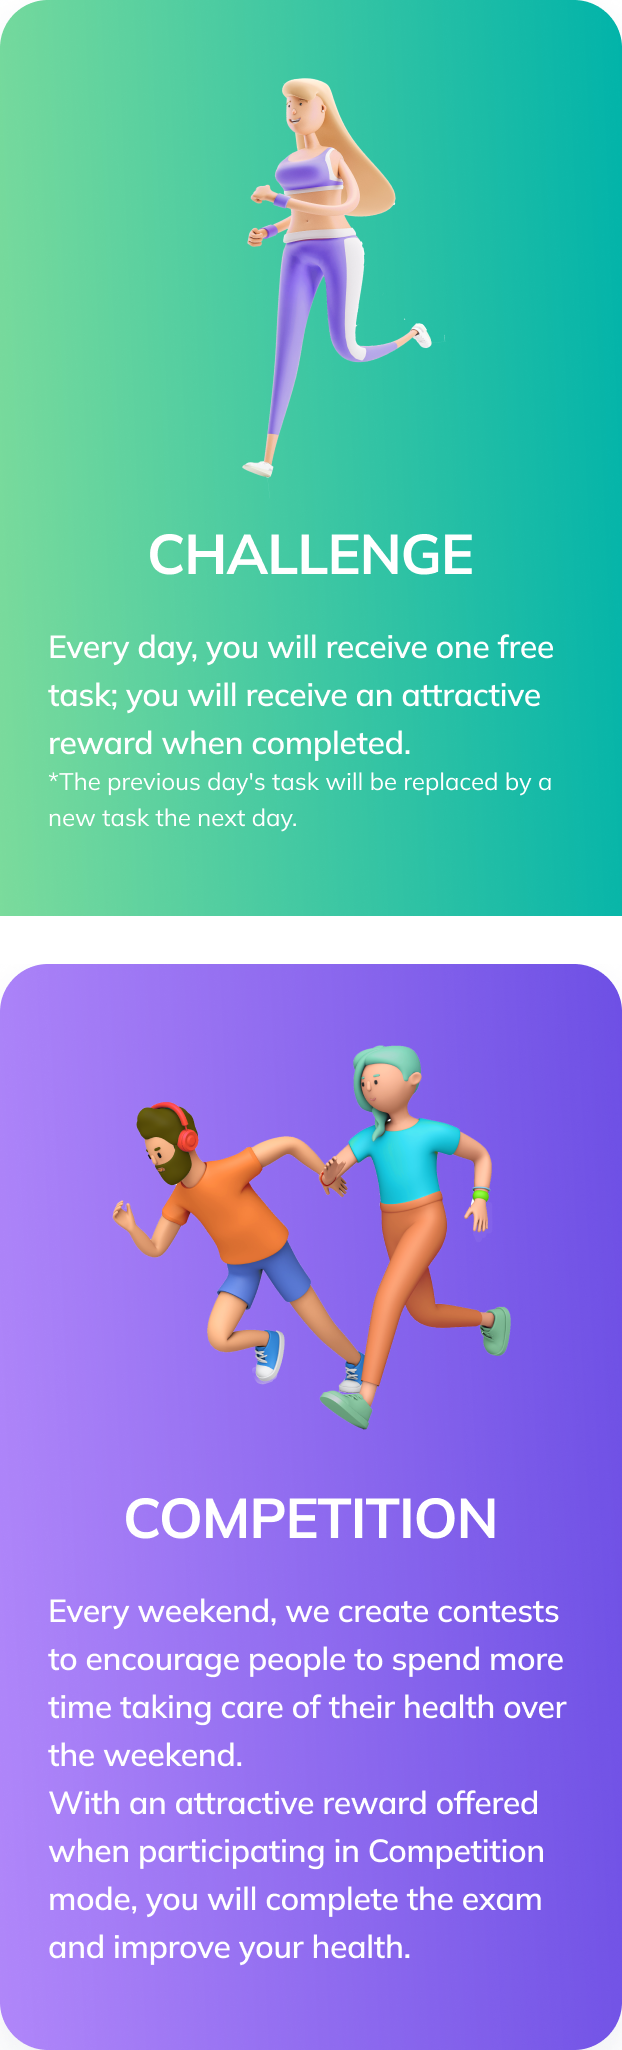 CHALLENGE
Every day, you will receive one free
task; you will receive an attractive
reward when completed.
*The previous day's task will be replaced by a
new task the next day.
COMPETITION
Every weekend, we create contests
to encourage people to spend more
time taking care of their health over
the weekend.
With an attractive reward offered
when participating in Competition
mode, you will complete the exam
and improve your health.